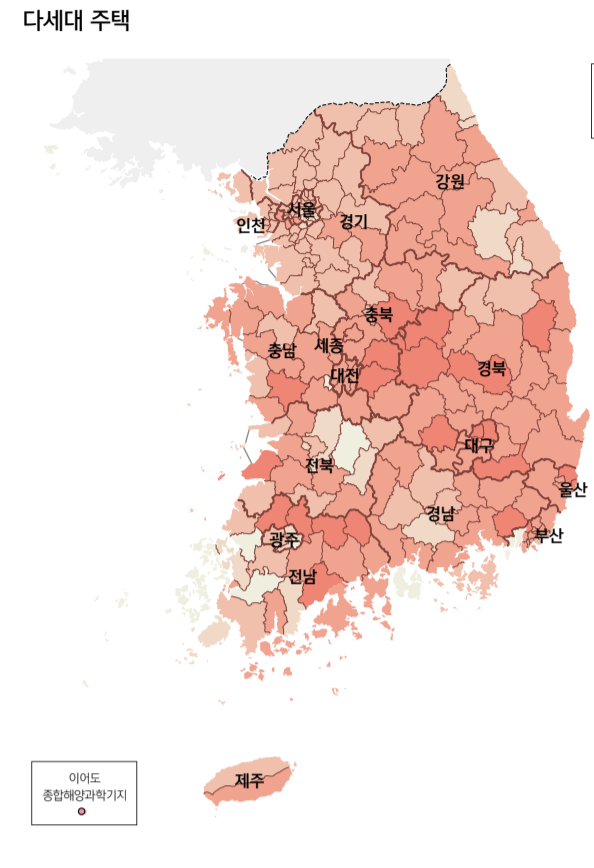 다세대 주택
강원
서울
인천
경기
충북
세종
충남
대전
경북
대구
전북
울산
경남
부산
광주
전남
제주
이어도
종합해양과학기지